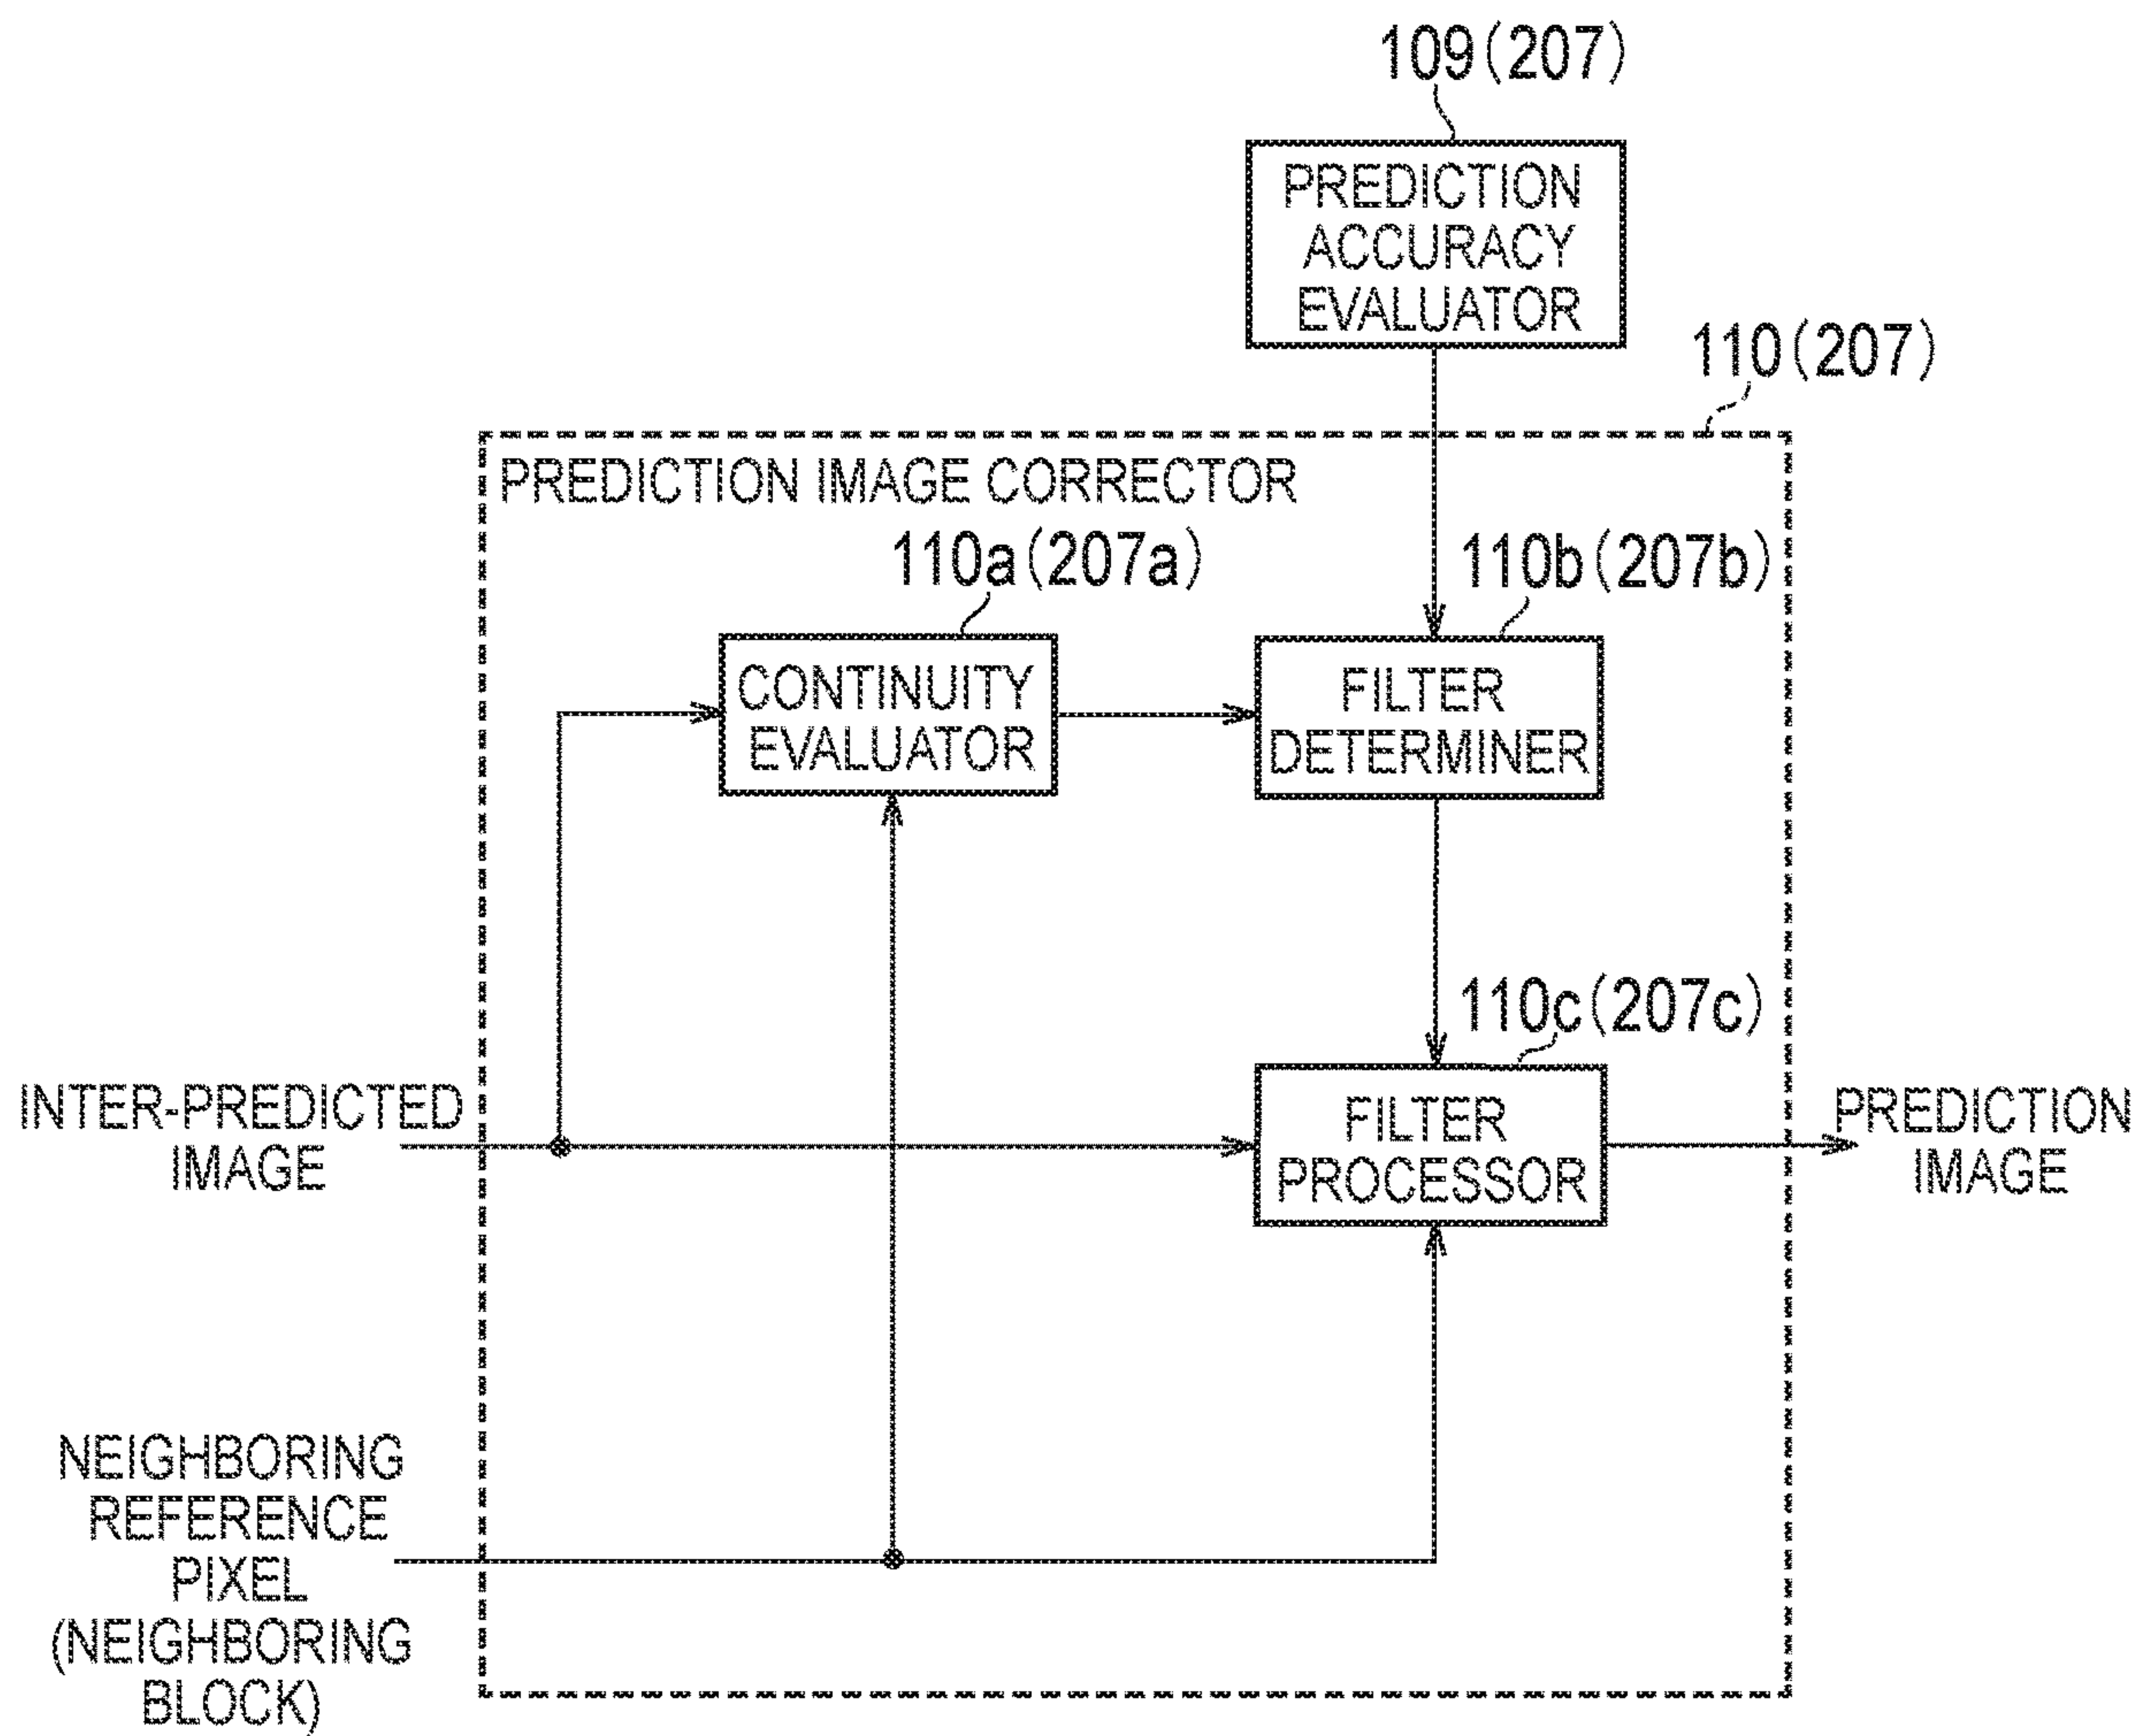 109(207)
PREDICTION
ACCURACY
EVALUATOR
110(207)
PREDICTION IMAGE CORRECTOR
110a(207a)
110b(207b)
CONTINUITY
EVALUATOR
FILTER
DETERMINER
110c(207c)
INTER-PREDICTED
IMAGE
FILTER
PROCESSOR
PREDICTION
IMAGE
NEIGHBORING
REFERENCE
PIXEL
(NEIGHBORING
BLOCK)